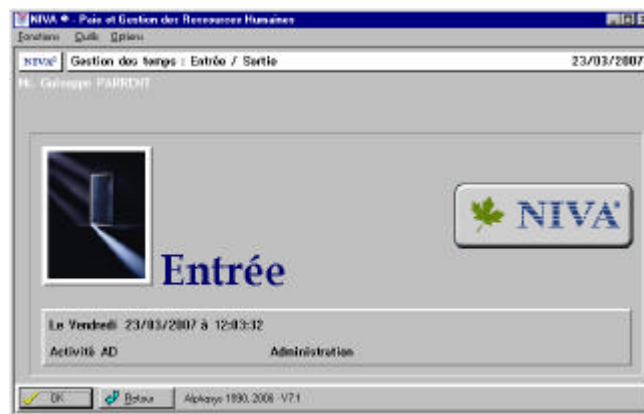 NIVA ® - Paie et Gestion des Ressources Humaines
Fonctions Outils Options
NIVA® Gestion des temps : Entrée / Sortie 23/03/2007
NIVA®
Entrée
Le Vendredi 23/03/2007 à 12:03:32
Activité AD Administration
OK Retour Alphasys 1990, 2006 - V7.1